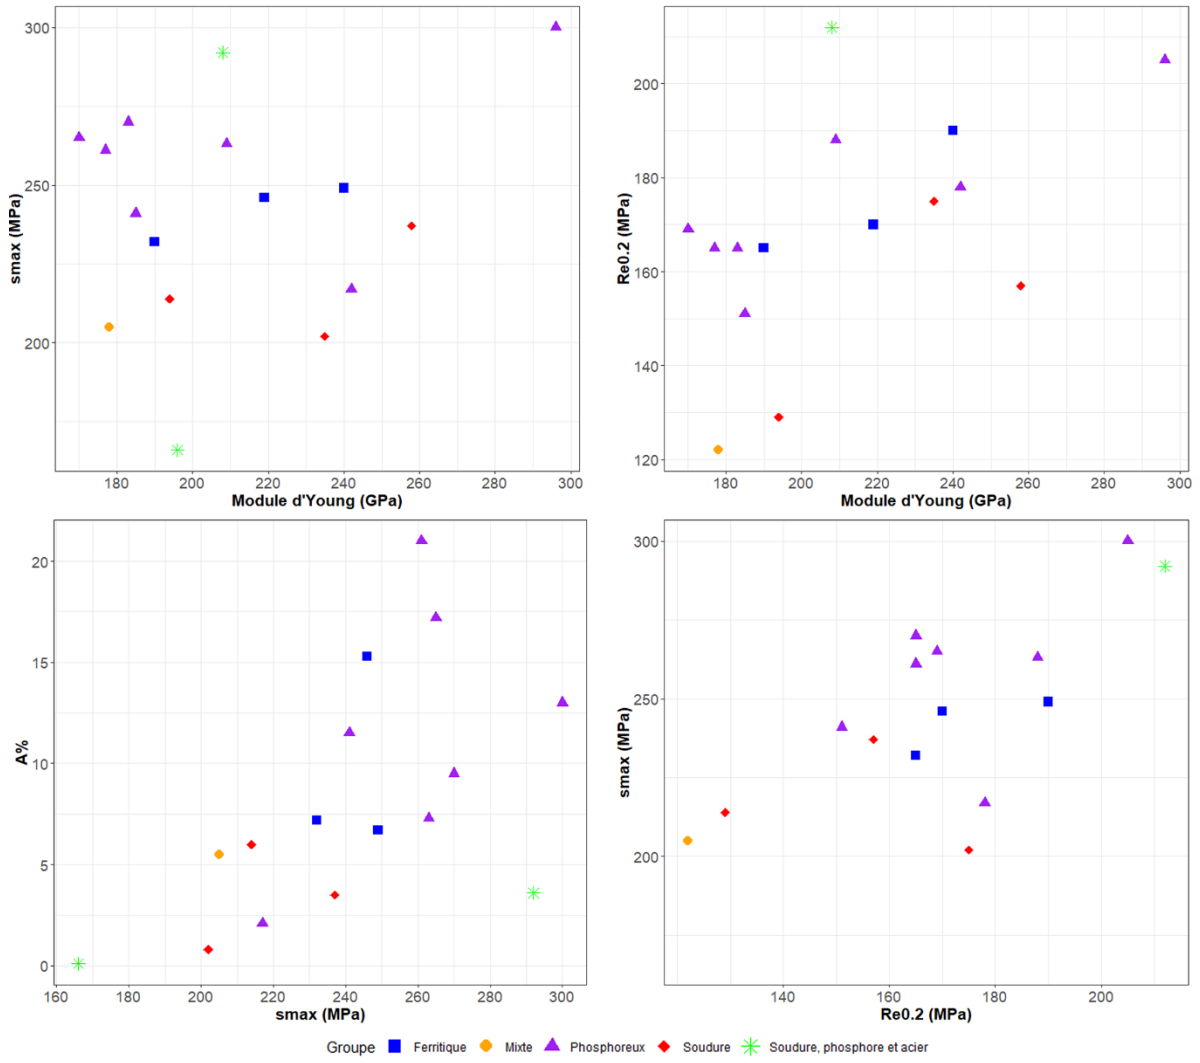 300
250
200
smax (MPa)
180 200 220 240 260 280 300
Module d'Young (GPa)
200
180
160
140
120
Re0.2 (MPa)
180 200 220 240 260 280 300
Module d'Young (GPa)
20
15
10
5
0
A%
160 180 200 220 240 260 280 300
smax (MPa)
300
250
200
smax (MPa)
140 160 180 200
Re0.2 (MPa)
Groupe Ferritique Mixte Phosphoreux Soudure Soudure, phosphore et acier